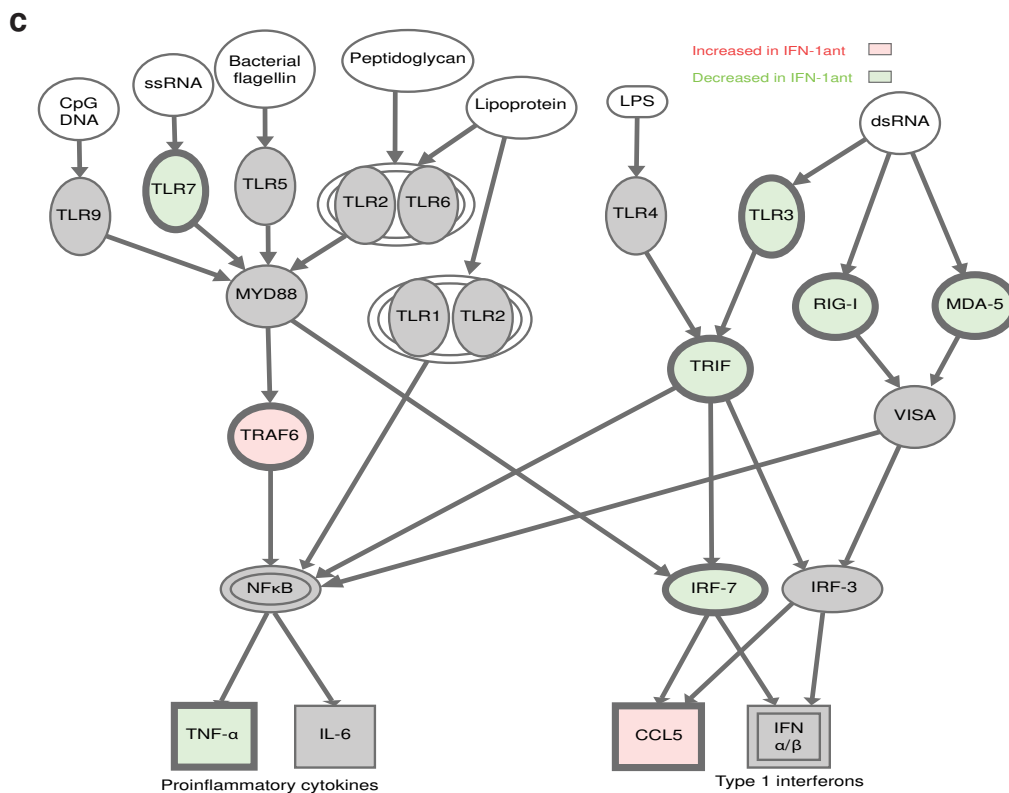 c
Increased in IFN-1ant
Decreased in IFN-1ant
CpG
DNA
ssRNA
Bacterial
flagellin
Peptidoglycan
Lipoprotein
LPS
dsRNA
TLR9
TLR7
TLR5
TLR2
TLR6
TLR4
TLR3
MYD88
TLR1
TLR2
RIG-I
MDA-5
TRIF
VISA
TRAF6
NFκB
IRF-7
IRF-3
TNF-α
IL-6
CCL5
IFN
α/β
Proinflammatory cytokines
Type 1 interferons